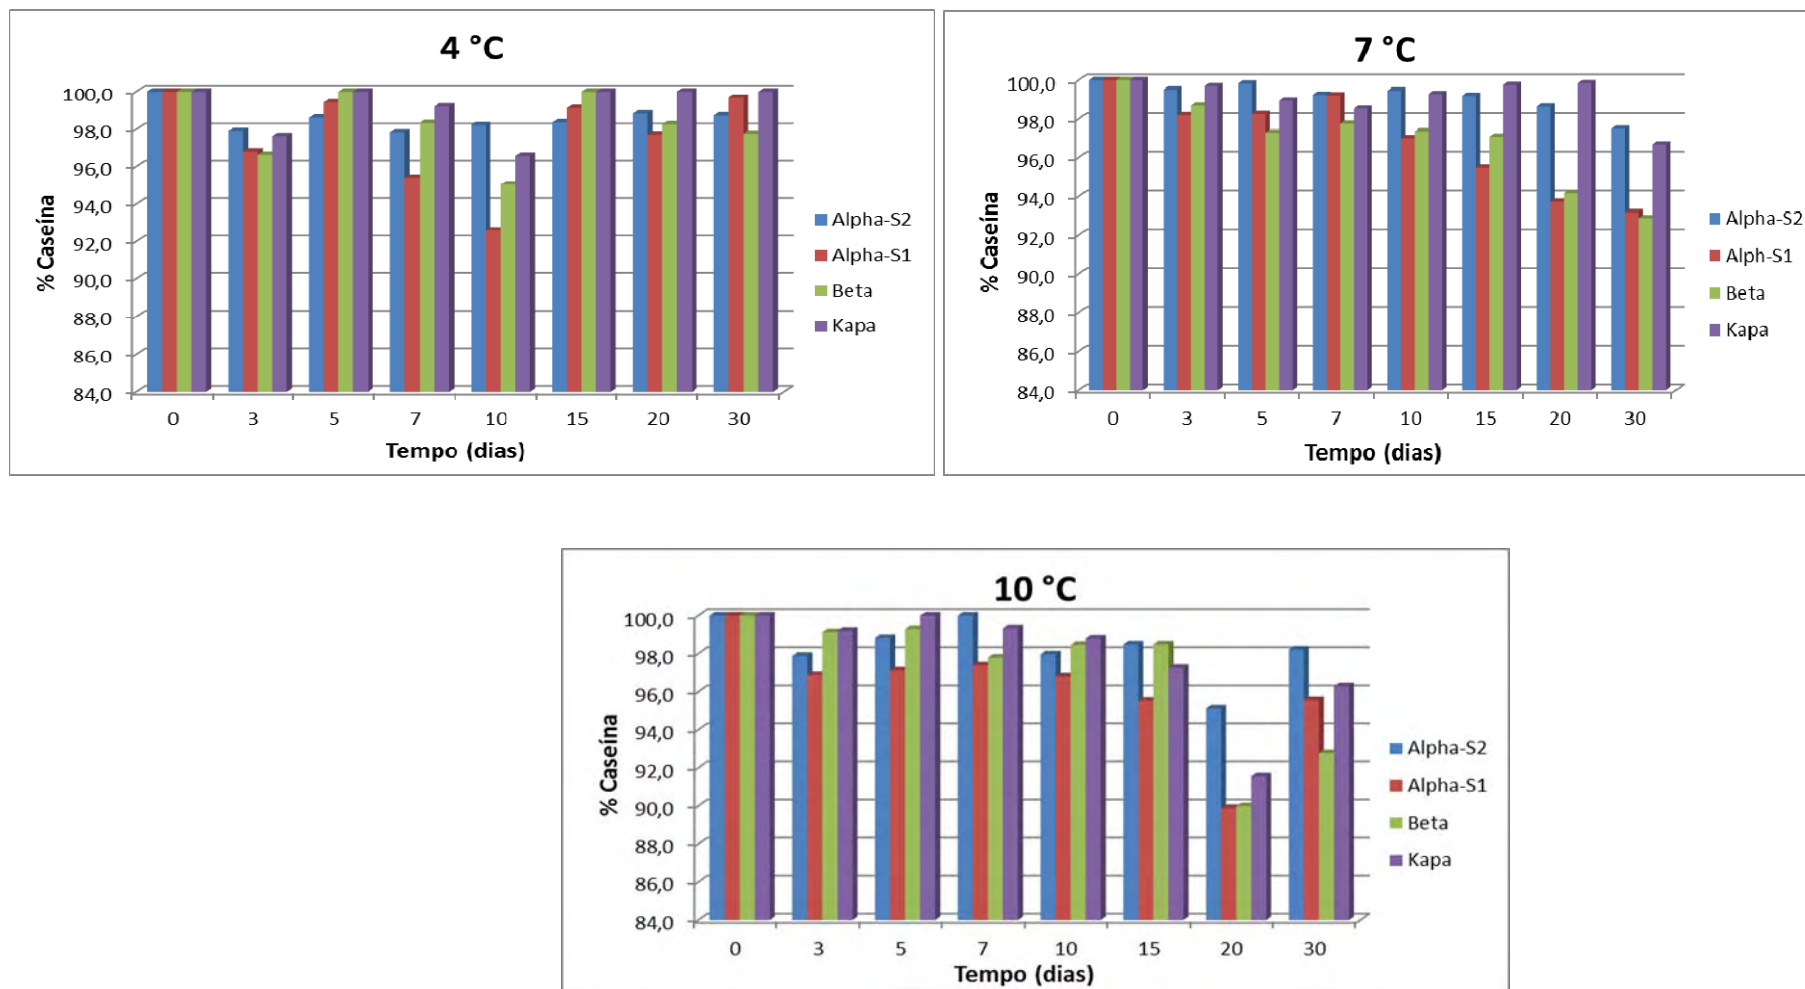 4 °C
100,0
98,0
96,0
94,0
92,0
90,0
88,0
86,0
84,0
% Caseína
0 3 5 7 10 15 20 30
Tempo (dias)
Alpha-S2
Alpha-S1
Beta
Kapa
7 °C
100,0
98,0
96,0
94,0
92,0
90,0
88,0
86,0
84,0
% Caseína
0 3 5 7 10 15 20 30
Tempo (dias)
Alpha-S2
Alph-S1
Beta
Kapa
10 °C
100,0
98,0
96,0
94,0
92,0
90,0
88,0
86,0
84,0
% Caseína
0 3 5 7 10 15 20 30
Tempo (dias)
Alpha-S2
Alpha-S1
Beta
Kapa